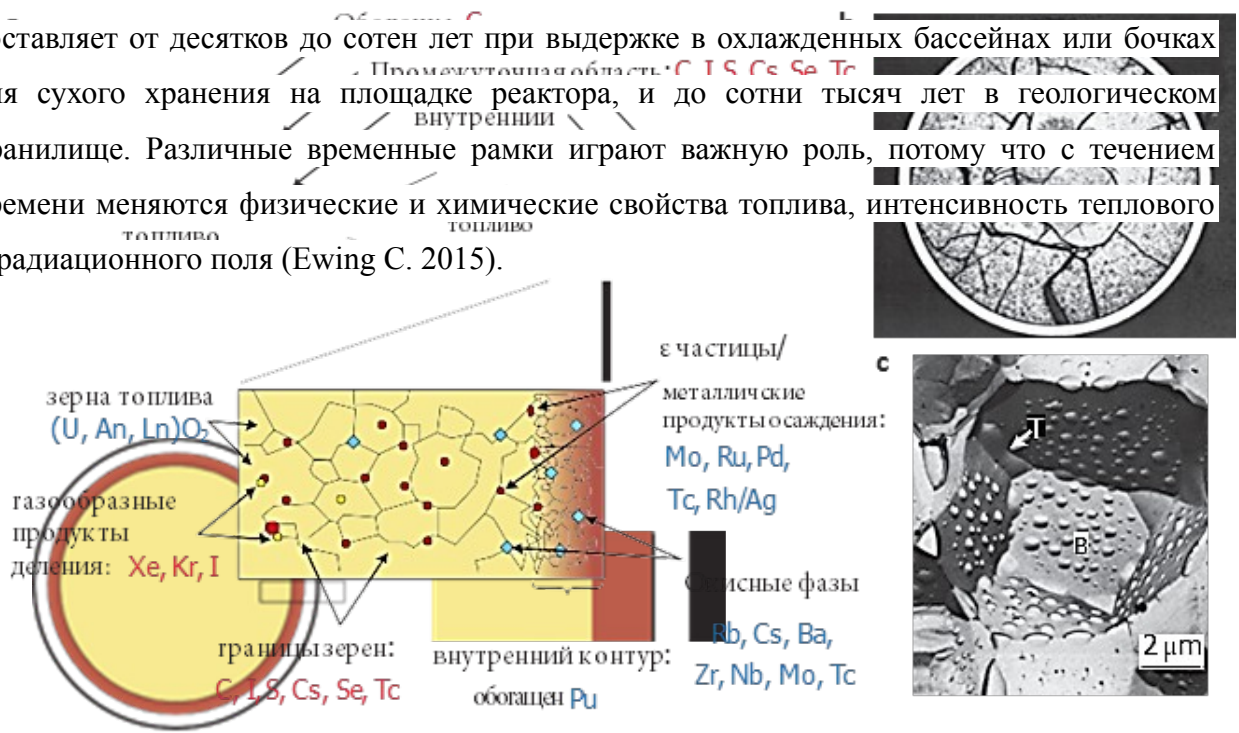 оставляет от десятков до сотен лет при выдержке в охлажденных бассейнах или бочках
Промежуточная область: C, I, S, Cs, Se, Tc
сухого хранения на площадке реактора, и до сотни тысяч лет в геологическом
внутренний
ранилище. Различные временные рамки играют важную роль, потому что с течением
ремени меняются физические и химические свойства топлива, интенсивность теплового
топливо
топливо
радиационного поля (Ewing C. 2015).
ε частицы/
металличские
продукты осаждения:
Mo, Ru, Pd,
Tc, Rh/Ag
зерна топлива
(U, An, Ln)O₂
газообразные
продукты
деления: Xe, Kr, I
фазы
Rb, Cs, Ba,
Zr, Nb, Mo, Tc
границы зерен:
C, I, S, Cs, Se, Tc
внутренний контур:
обогащен Pu
c
T
B
2 μm